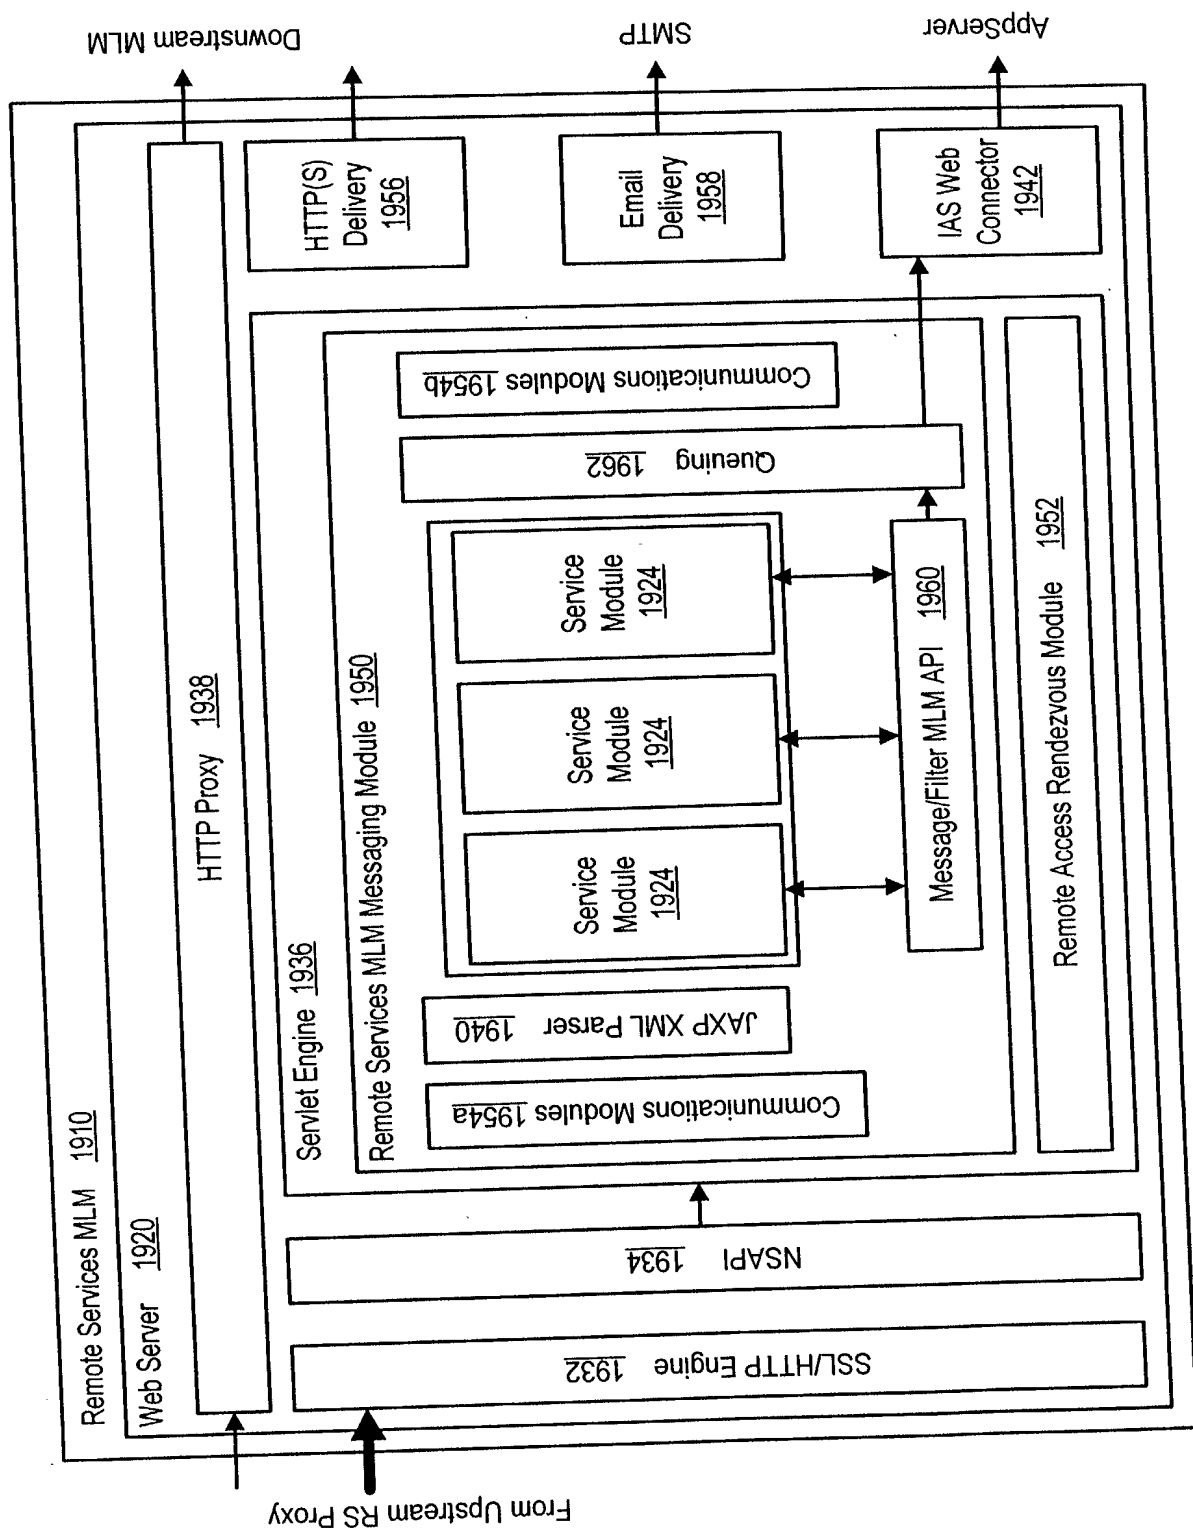 Remote Services MLM 1910
Web Server 1920
HTTP Proxy 1938
From Upstream RS Proxy
SSL/HTTP Engine 1932
NSAPI 1934
Servlet Engine 1936
Remote Services MLM Messaging Module 1950
Communications Modules 1954a
JAXP XML Parser 1940
Service
Module
1924
Service
Module
1924
Service
Module
1924
Message/Filter MLM API 1960
Queuing 1962
Communications Modules 1954b
Remote Access Rendezvous Module 1952
HTTP(S)
Delivery
1956
Email
Delivery
1958
IAS Web
Connector
1942
Downstream MLM
SMTP
AppServer